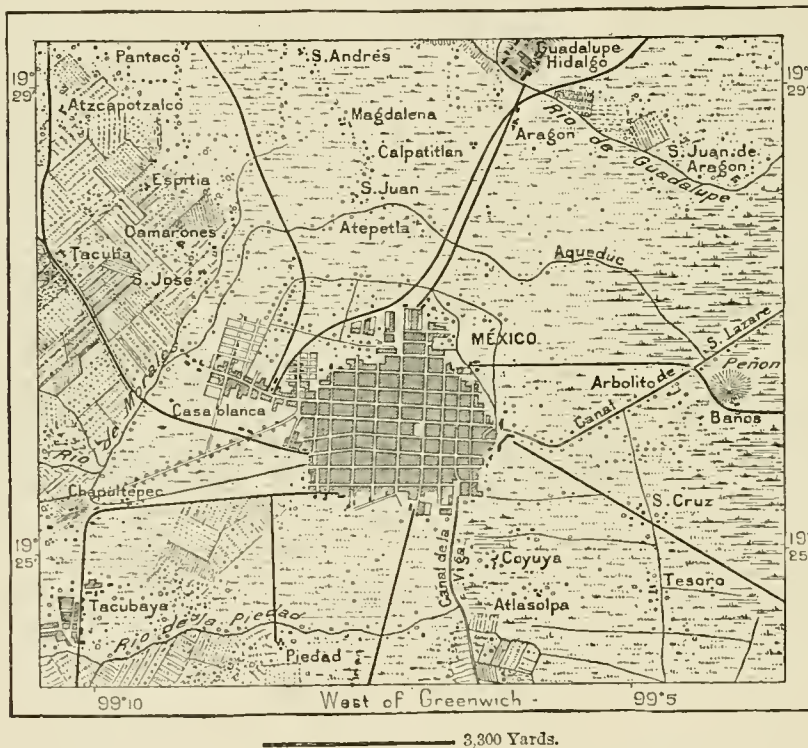 Pantaco
S. Andrés
Guadalupe
Hidalgo
19°
29'
19°
29'
Atzcapotzalco
Magdalena
Rio de Guadalupe
Aragon
Calpatitlan
S. Juan de
Aragon
Espitia
S. Juan
Camarones
Atepetla
Tacuba
Aqueduc
S. José
MÉXICO
S. Lazare
Peñon
Arbolito
Canal de
Casa blanca
Baños
Rio de Morales
Chapultepec
S. Cruz
19°
25'
19°
25'
Canal de la
Viga
Coyuya
Tesoro
Tacubaya
Atlasolpa
Rio de la Piedad
Piedad
99°10
West of Greenwich
99°5
3,300 Yards.